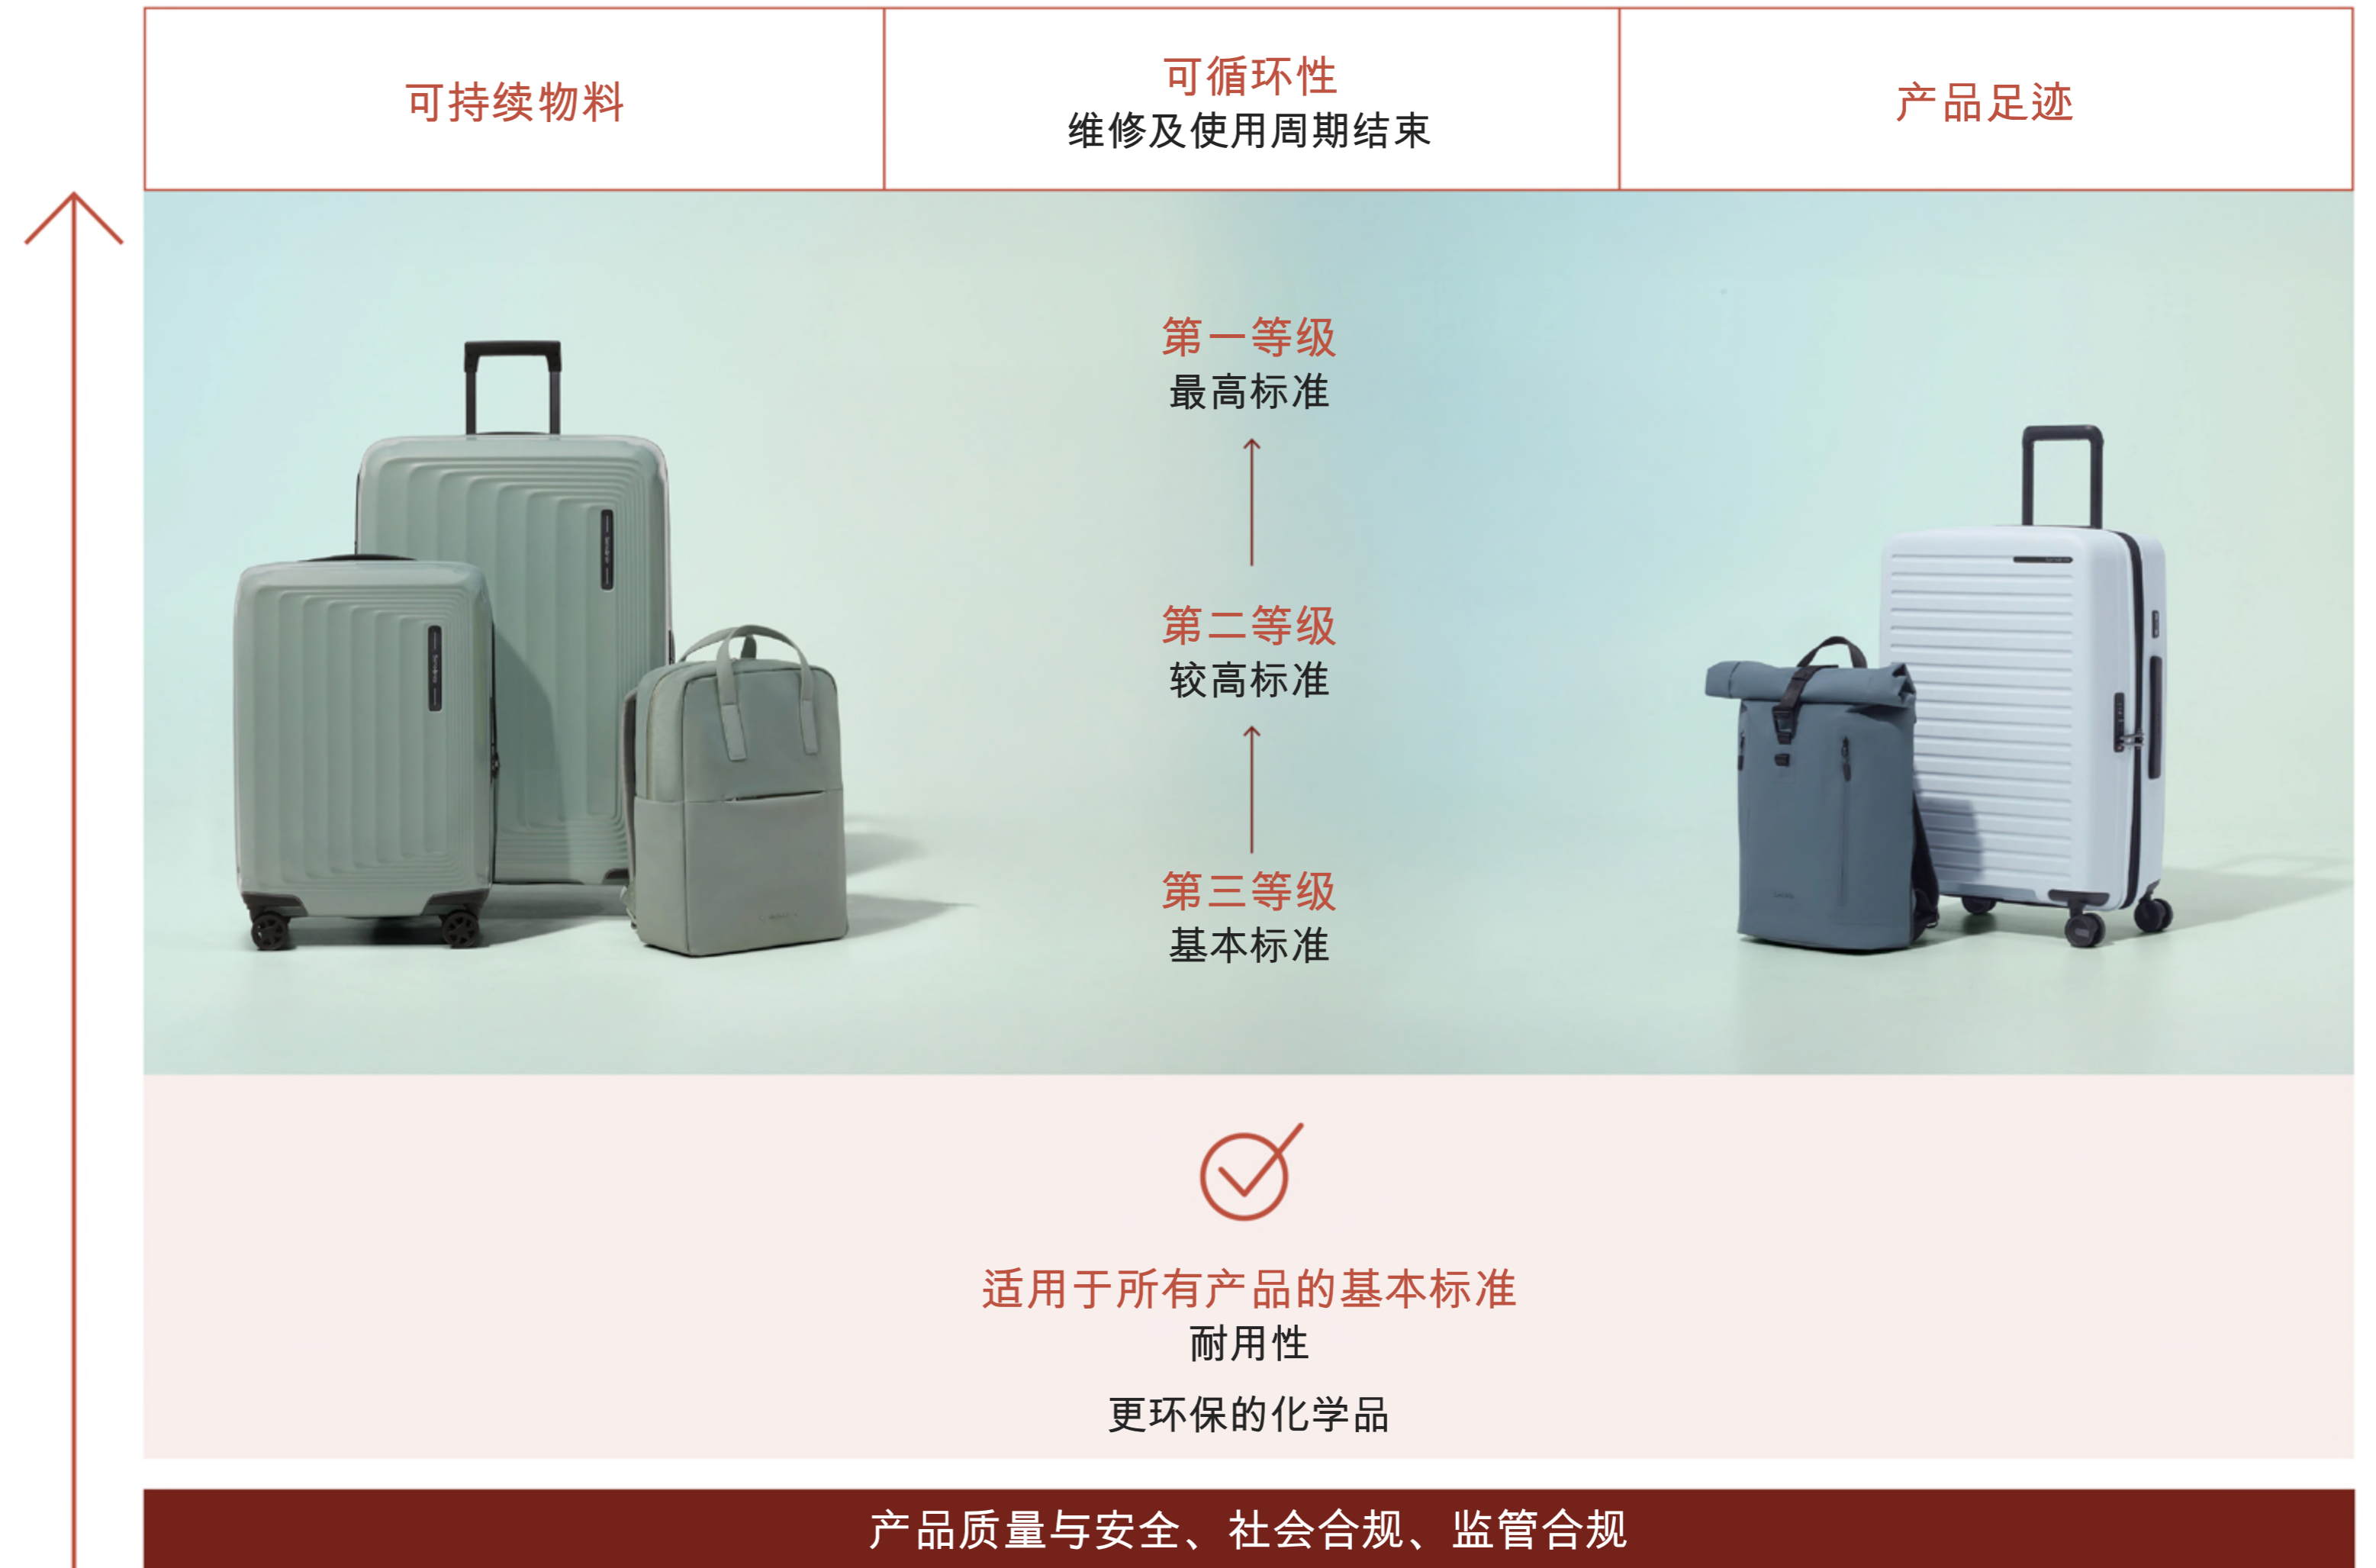 可持续物料
可循环性
维修及使用周期结束
产品足迹
第一等级
最高标准
第二等级
较高标准
第三等级
基本标准
适用于所有产品的基本标准
耐用性
更环保的化学品
产品质量与安全、社会合规、监管合规